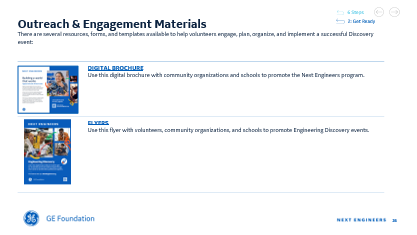 6 Steps
2: Get Ready
Outreach & Engagement Materials
There are several resources, forms, and templates available to help volunteers engage, plan, organize, and implement a successful Discovery
event:
DIGITAL BROCHURE
Use this digital brochure with community organizations and schools to promote the Next Engineers program.
FLYERS
Use this flyer with volunteers, community organizations, and schools to promote Engineering Discovery events.
NEXT ENGINEERS
GE Foundation
NEXT ENGINEERS